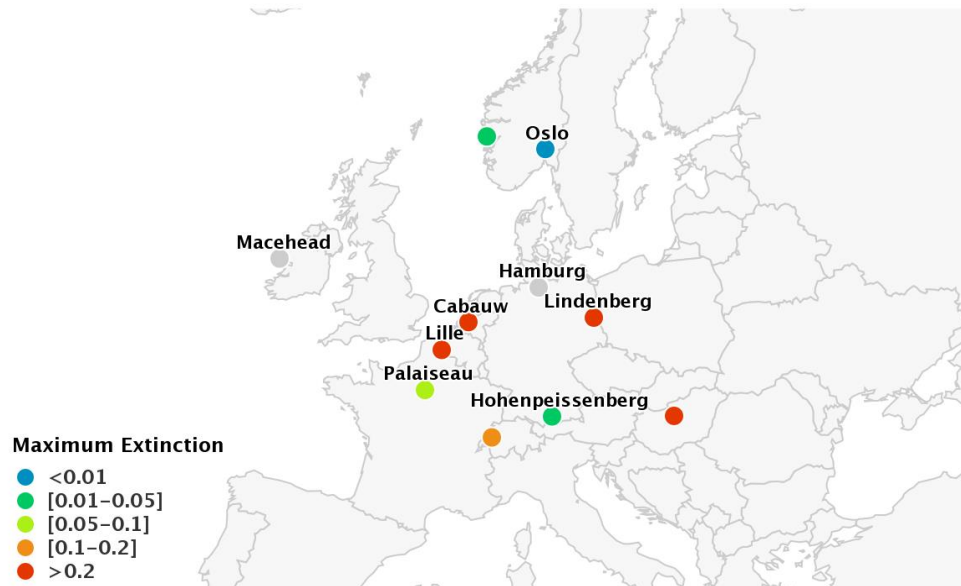 Oslo
Macehead
Hamburg
Lindenberg
Cabauw
Lille
Palaiseau
Hohenpeissenberg
Maximum Extinction
<0.01
[0.01-0.05]
[0.05-0.1]
[0.1-0.2]
>0.2